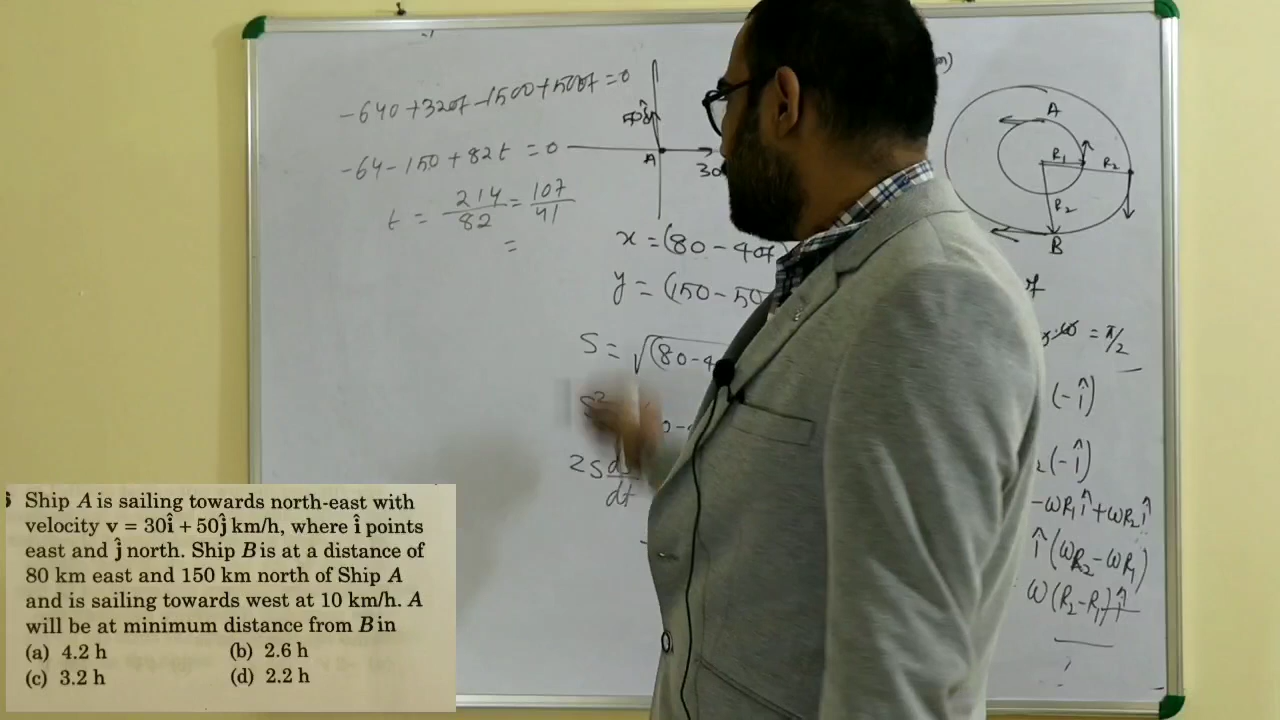 -640+320t-1500+500t=0
-64-150+82t=0
t = 214/82 = 107/41
=
50ĵ
A
30
x = (80-40t
y = (150-50
S = √(80-4
S²
0-
2S ds/dt
A
R₁
R₂
R₂
B
= π/2
(-î)
(-î)
-ωR₁î+ωR₂î
î(ωR₂-ωR₁)
ω(R₂-R₁)î
6 Ship A is sailing towards north-east with
velocity v = 30î + 50ĵ km/h, where î points
east and ĵ north. Ship B is at a distance of
80 km east and 150 km north of Ship A
and is sailing towards west at 10 km/h. A
will be at minimum distance from B in
(a) 4.2 h (b) 2.6 h
(c) 3.2 h (d) 2.2 h